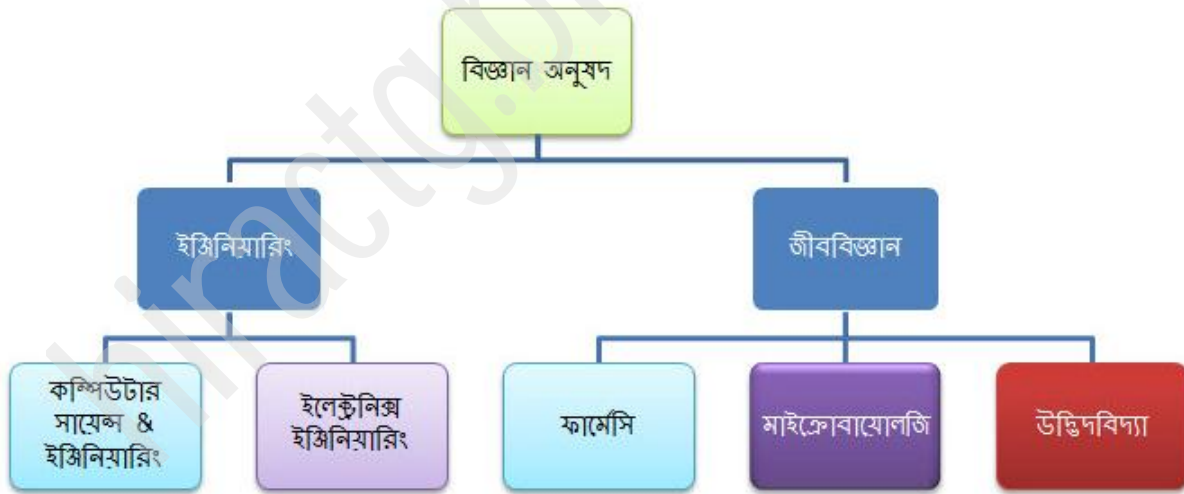 বিজ্ঞান অনুষদ
ইঞ্জিনিয়ারিং
জীববিজ্ঞান
কম্পিউটার
সায়েন্স &
ইঞ্জিনিয়ারিং
ইলেক্ট্রনিক্স
ইঞ্জিনিয়ারিং
ফার্মেসি
মাইক্রোবায়োলজি
উদ্ভিদবিদ্যা